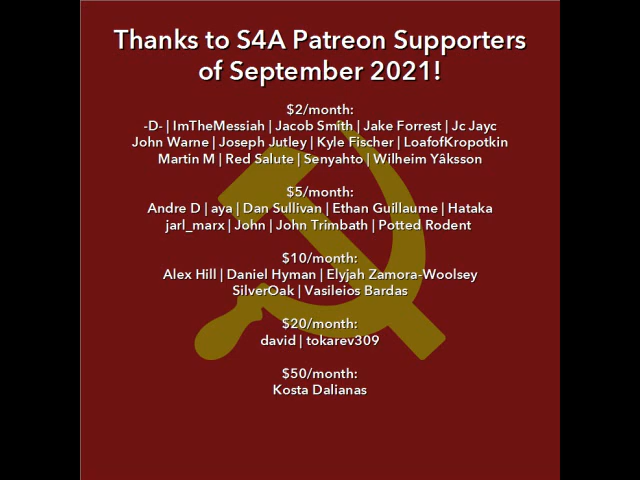 Thanks to S4A Patreon Supporters
of September 2021!
$2/month:
-D- | ImTheMessiah | Jacob Smith | Jake Forrest | Jc Jayc
John Warne | Joseph Jutley | Kyle Fischer | LoafofKropotkin
Martin M | Red Salute | Senyahto | Wilheim Yâksson
$5/month:
Andre D | aya | Dan Sullivan | Ethan Guillaume | Hataka
jarl_marx | John | John Trimbath | Potted Rodent
$10/month:
Alex Hill | Daniel Hyman | Elyjah Zamora-Woolsey
SilverOak | Vasileios Bardas
$20/month:
david | tokarev309
$50/month:
Kosta Dalianas